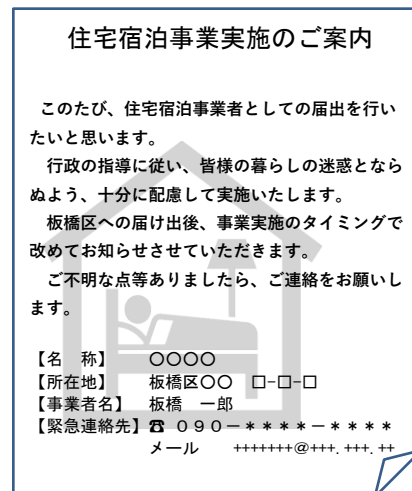 住宅宿泊事業実施のご案内
このたび、住宅宿泊事業者としての届出を行い
たいと思います。
行政の指導に従い、皆様の暮らしの迷惑となら
ぬよう、十分に配慮して実施いたします。
板橋区への届け出後、事業実施のタイミングで
改めてお知らせさせていただきます。
ご不明な点等ありましたら、ご連絡をお願いし
ます。
【名　称】　　〇〇〇〇
【所在地】　　板橋区〇〇　□-□-□
【事業者名】　板橋　一郎
【緊急連絡先】☎ ０９０－＊＊＊＊－＊＊＊＊
メール　　+++++++@+++.+++.++